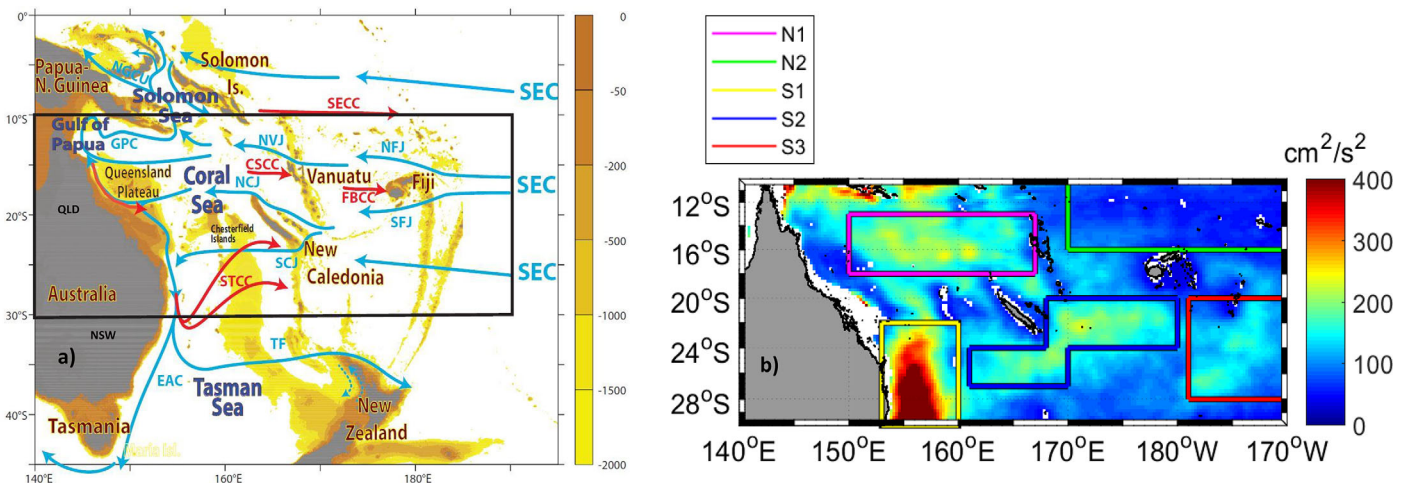 0°
10°S
20°S
30°S
40°S
140°E
160°E
180°E
Papua-
N. Guinea
NGCU
Solomon
Is.
Solomon
Sea
SEC
SECC
Gulf of
Papua
GPC
NVJ
NFJ
Queensland
Plateau
Coral
Sea
CSCC
NCJ
Vanuatu
FBCC
Fiji
SEC
SFJ
QLD
Chesterfield
Islands
New
Caledonia
SCJ
STCC
SEC
Australia
NSW
a)
TF
EAC
Tasman
Sea
New
Zealand
Tasmania
0
-50
-200
-500
-1000
-1500
-2000
N1
N2
S1
S2
S3
cm²/s²
400
300
200
100
0
12°S
16°S
20°S
24°S
28°S
b)
140°E
150°E
160°E
170°E
180°W
170°W